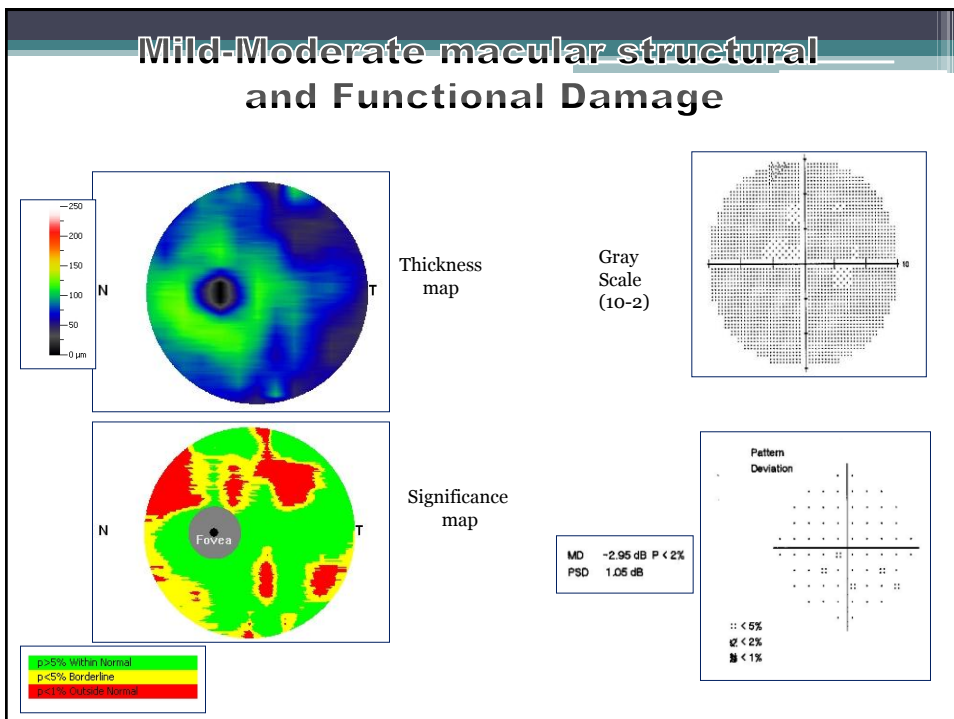 Mild-Moderate macular structural
and Functional Damage
250
200
150
100
50
0 µm
N
T
Thickness
map
Gray
Scale
(10-2)
10
N
T
Fovea
Significance
map
Pattern
Deviation
MD -2.95 dB P < 2%
PSD 1.05 dB
:: < 5%
< 2%
< 1%
p>5% Within Normal
p<5% Borderline
p<1% Outside Normal